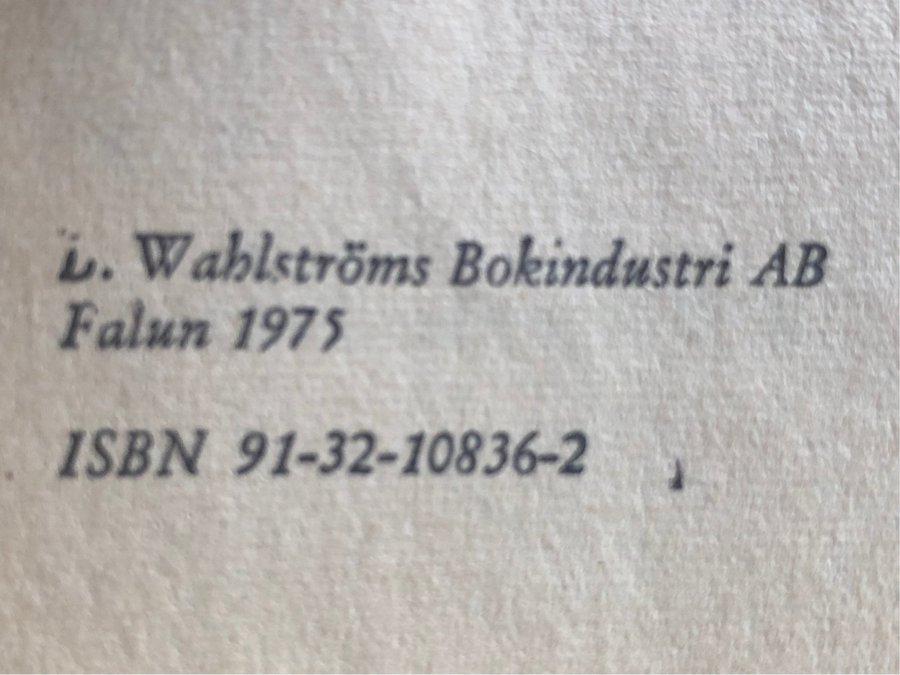 B. Wahlströms Bokindustri AB
Falun 1975
ISBN 91-32-10836-2